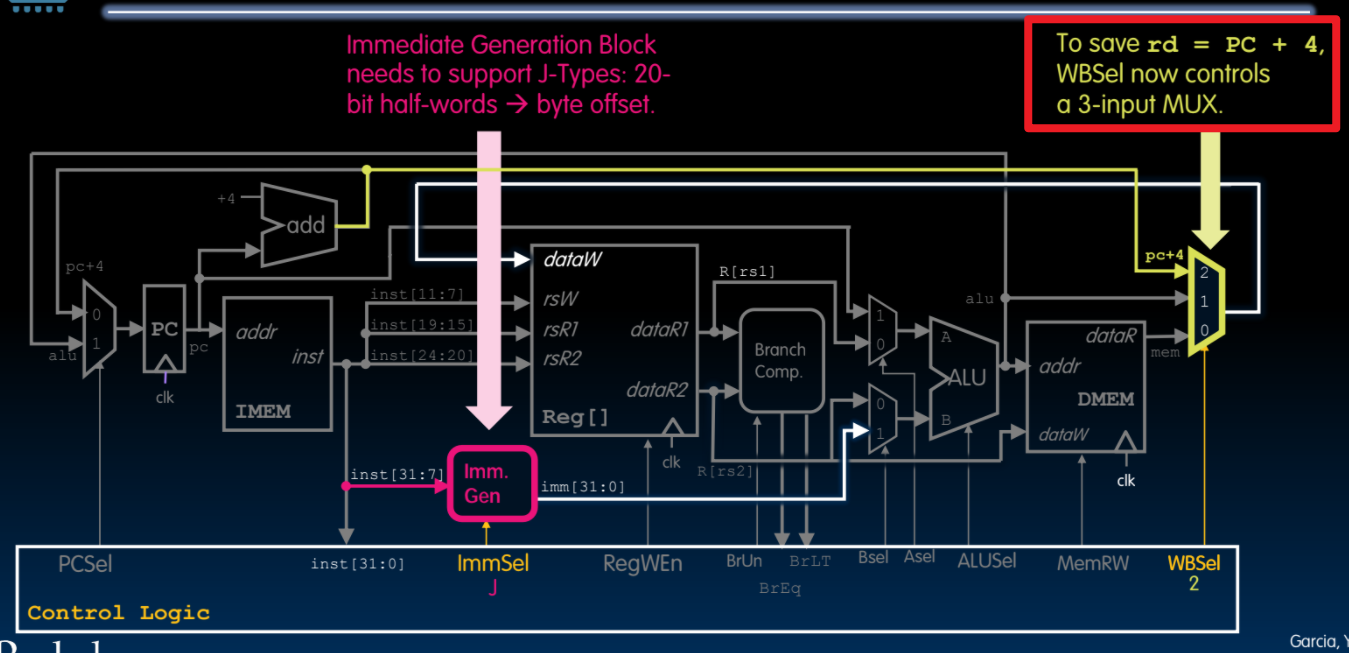 Immediate Generation Block
needs to support J-Types: 20-
bit half-words → byte offset.
To save rd = PC + 4,
WBSel now controls
a 3-input MUX.
+4
add
pc+4
0
1
alu
PC
pc
clk
addr
inst
IMEM
inst[11:7]
inst[19:15]
inst[24:20]
dataW
rsW
rsR1
rsR2
dataR1
dataR2
Reg[]
clk
R[rs1]
R[rs2]
Branch
Comp.
1
0
0
1
A
B
ALU
alu
addr
dataR
DMEM
dataW
clk
mem
pc+4
2
1
0
inst[31:7]
Imm.
Gen
imm[31:0]
PCSel
inst[31:0]
ImmSel
J
RegWEn
BrUn
BrEq
BrLT
Bsel
Asel
ALUSel
MemRW
WBSel
2
Control Logic
Garcia, Y